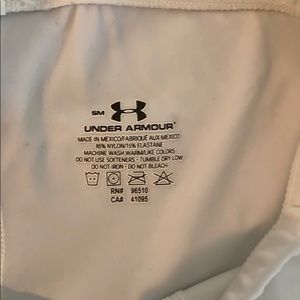 SM
UNDER ARMOUR
MADE IN MEXICO/FABRIQUÉ AUX MEXICO
85% NYLON/15% ELASTANE
MACHINE WASH WARM/LIKE COLORS
DO NOT USE SOFTENERS - TUMBLE DRY LOW
DO NOT IRON - DO NOT BLEACH
RN# 96510
CA# 41095